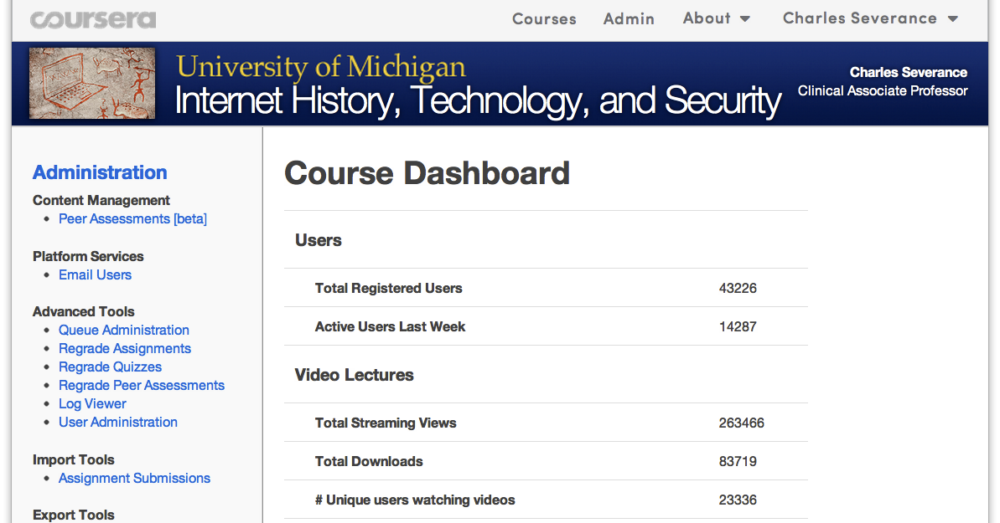 coursera
Courses Admin About Charles Severance
University of Michigan
Internet History, Technology, and Security
Charles Severance
Clinical Associate Professor
Administration
Content Management
Peer Assessments [beta]
Platform Services
Email Users
Advanced Tools
Queue Administration
Regrade Assignments
Regrade Quizzes
Regrade Peer Assessments
Log Viewer
User Administration
Import Tools
Assignment Submissions
Export Tools
Course Dashboard
Users
Total Registered Users 43226
Active Users Last Week 14287
Video Lectures
Total Streaming Views 263466
Total Downloads 83719
# Unique users watching videos 23336